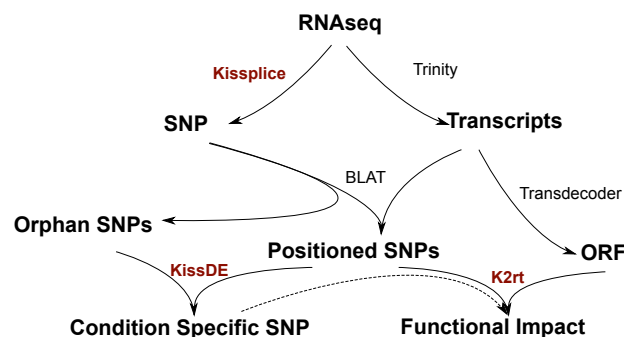 RNAseq
Kissplice
Trinity
SNP
Transcripts
BLAT
Transdecoder
Orphan SNPs
Positioned SNPs
ORF
KissDE
K2rt
Condition Specific SNP
Functional Impact